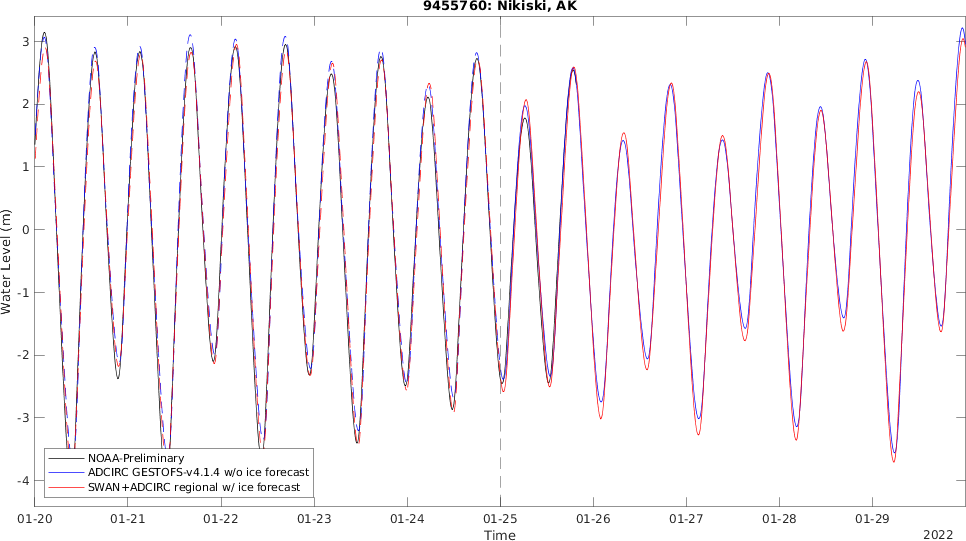 9455760: Nikiski, AK
3
2
1
0
-1
-2
-3
-4
Water Level (m)
NOAA-Preliminary
ADCIRC GESTOFS-v4.1.4 w/o ice forecast
SWAN+ADCIRC regional w/ ice forecast
01-20 01-21 01-22 01-23 01-24 01-25 01-26 01-27 01-28 01-29
Time
2022